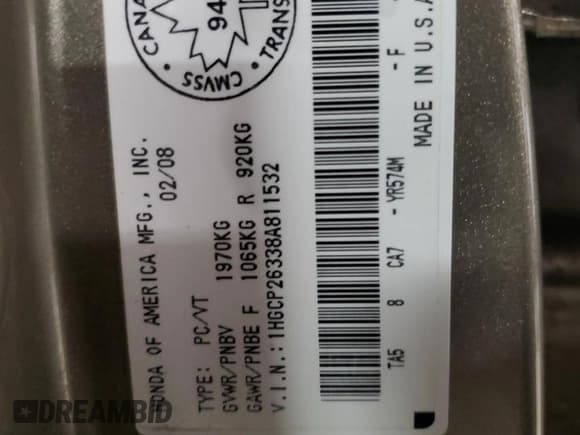 CANA
94
TRANS
CMVSS
HONDA OF AMERICA MFG., INC.
02/08
TYPE: PC/VT
GVWR/PNBV 1970KG
GAWR/PNBE F 1065KG R 920KG
V.I.N.: 1HGCP26338A811532
TA5 8 CA7 - YR574M - F
MADE IN U.S.A
DREAMBID